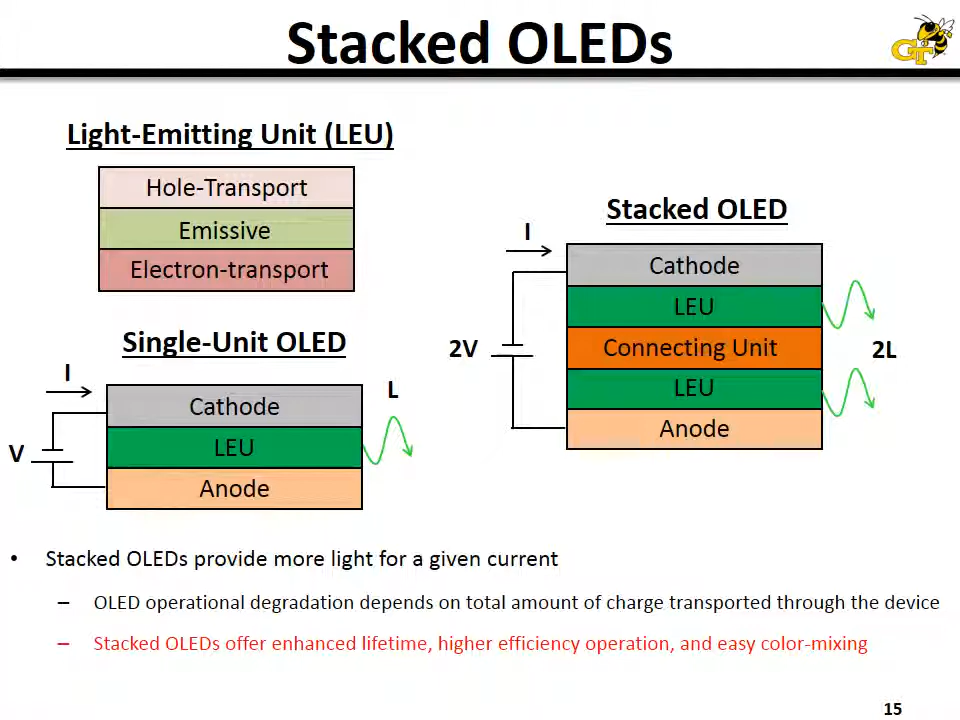 Stacked OLEDs
GT
Light-Emitting Unit (LEU)
Hole-Transport
Emissive
Electron-transport
Single-Unit OLED
I
V
Cathode
LEU
Anode
L
Stacked OLED
I
2V
Cathode
LEU
Connecting Unit
LEU
Anode
2L
• Stacked OLEDs provide more light for a given current
– OLED operational degradation depends on total amount of charge transported through the device
– Stacked OLEDs offer enhanced lifetime, higher efficiency operation, and easy color-mixing
15